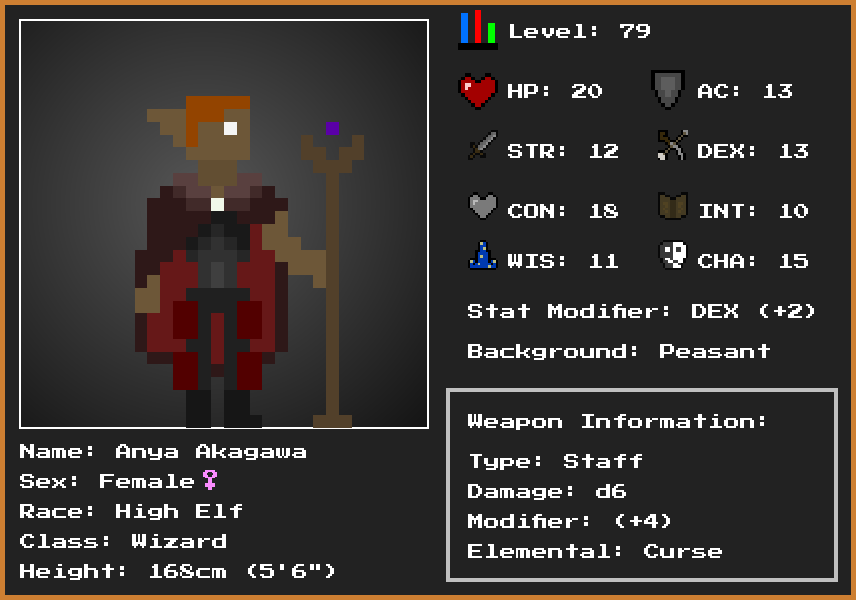 Level: 79
HP: 20
AC: 13
STR: 12
DEX: 13
CON: 18
INT: 10
WIS: 11
CHA: 15
Stat Modifier: DEX (+2)
Background: Peasant
Weapon Information:
Type: Staff
Damage: d6
Modifier: (+4)
Elemental: Curse
Name: Anya Akagawa
Sex: Female♀
Race: High Elf
Class: Wizard
Height: 168cm (5'6")